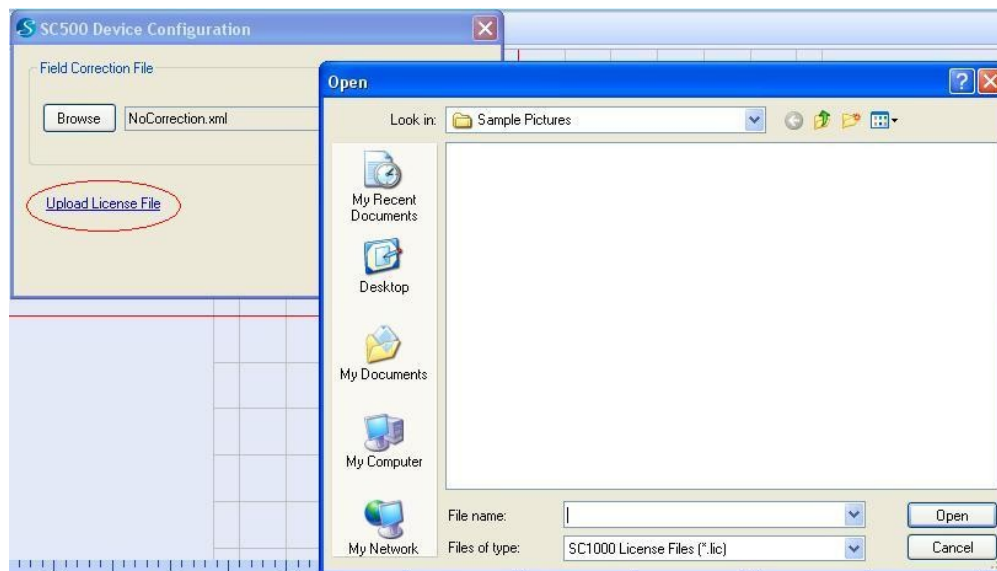 SC500 Device Configuration
Field Correction File
Browse
NoCorrection.xml
Upload License File
Open
Look in:
Sample Pictures
My Recent
Documents
Desktop
My Documents
My Computer
My Network
File name:
Open
Files of type:
SC1000 License Files (*.lic)
Cancel